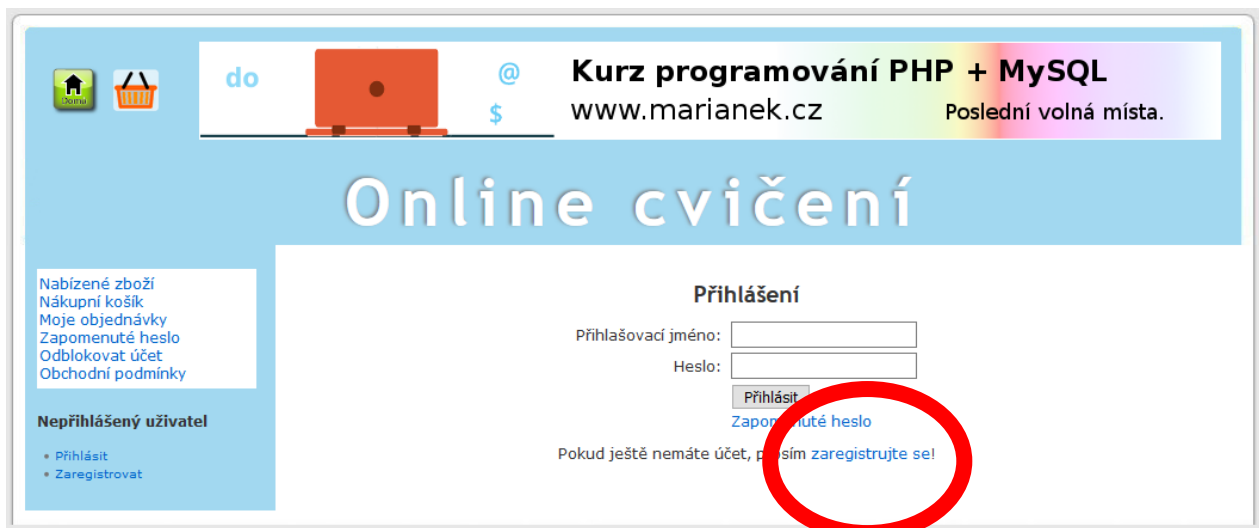 Domu
do
@
$
Kurz programování PHP + MySQL
www.marianek.cz
Poslední volná místa.
Online cvičení
Nabízené zboží
Nákupní košík
Moje objednávky
Zapomenuté heslo
Odblokovat účet
Obchodní podmínky
Nepřihlášený uživatel
Přihlásit
Zaregistrovat
Přihlášení
Přihlašovací jméno:
Heslo:
Přihlásit
Zapomenuté heslo
Pokud ještě nemáte účet, prosím zaregistrujte se!